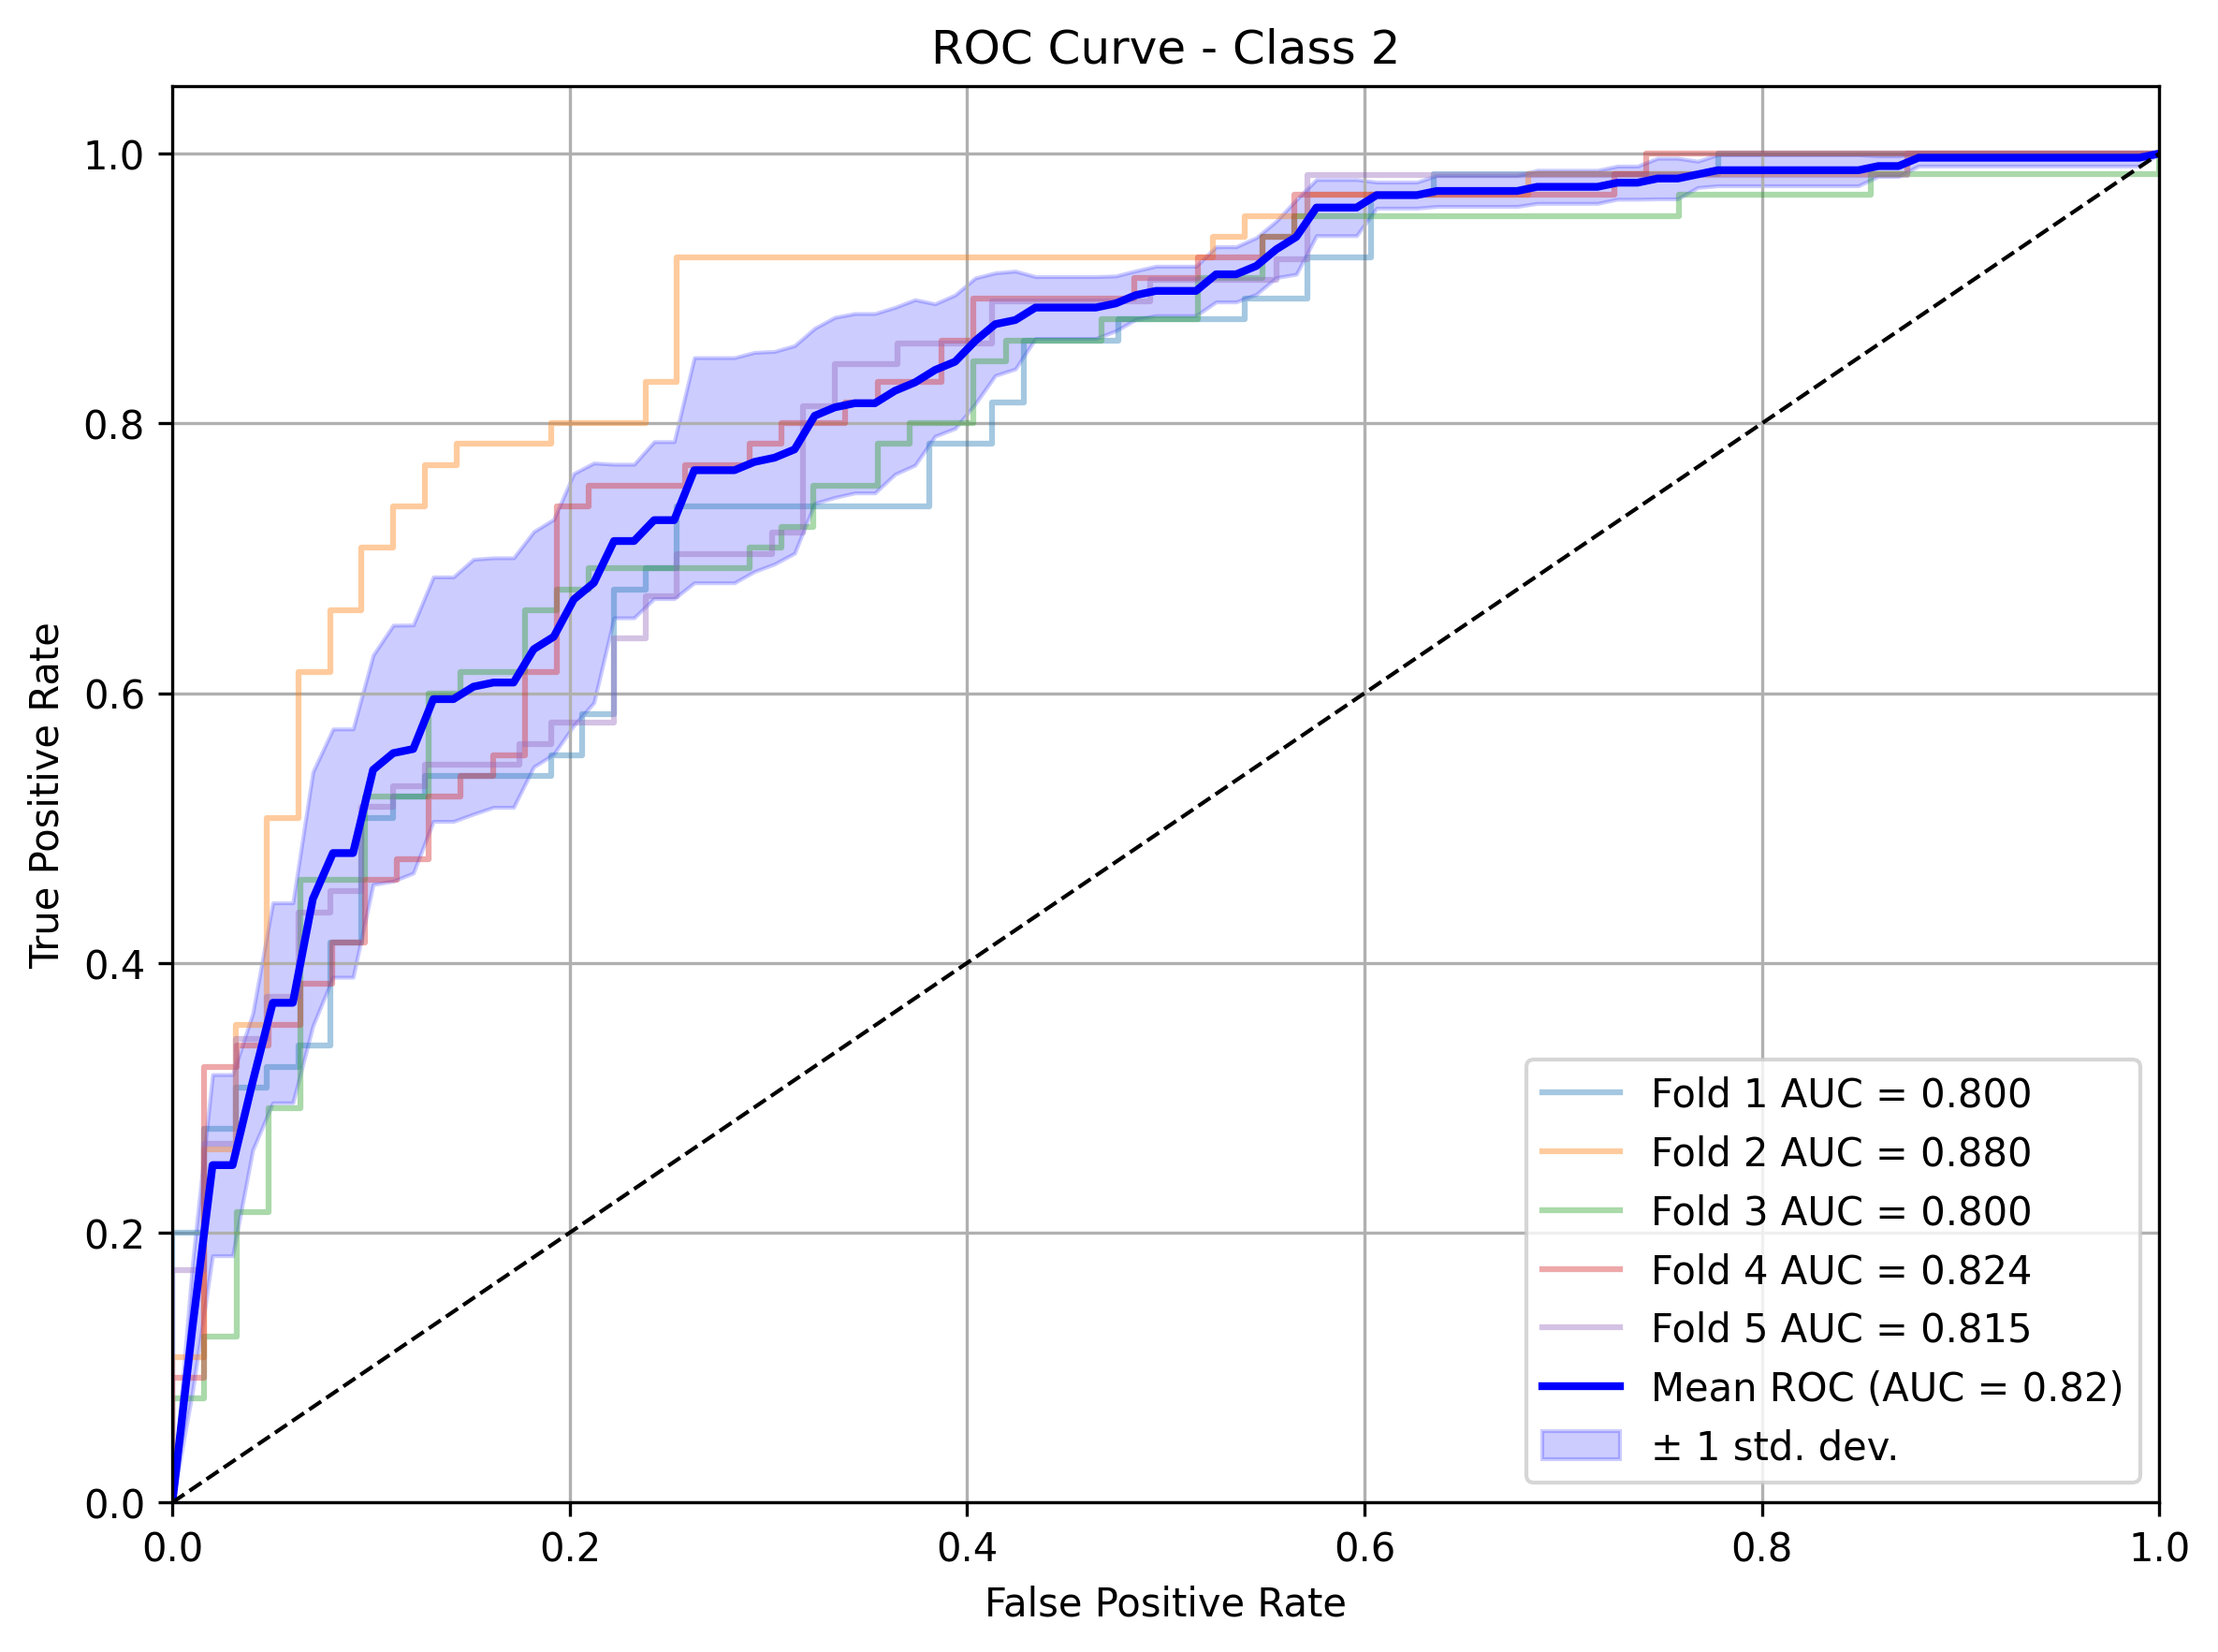 ROC Curve - Class 2
True Positive Rate
1.0
0.8
0.6
0.4
0.2
0.0
0.0 0.2 0.4 0.6 0.8 1.0
False Positive Rate
Fold 1 AUC = 0.800
Fold 2 AUC = 0.880
Fold 3 AUC = 0.800
Fold 4 AUC = 0.824
Fold 5 AUC = 0.815
Mean ROC (AUC = 0.82)
± 1 std. dev.